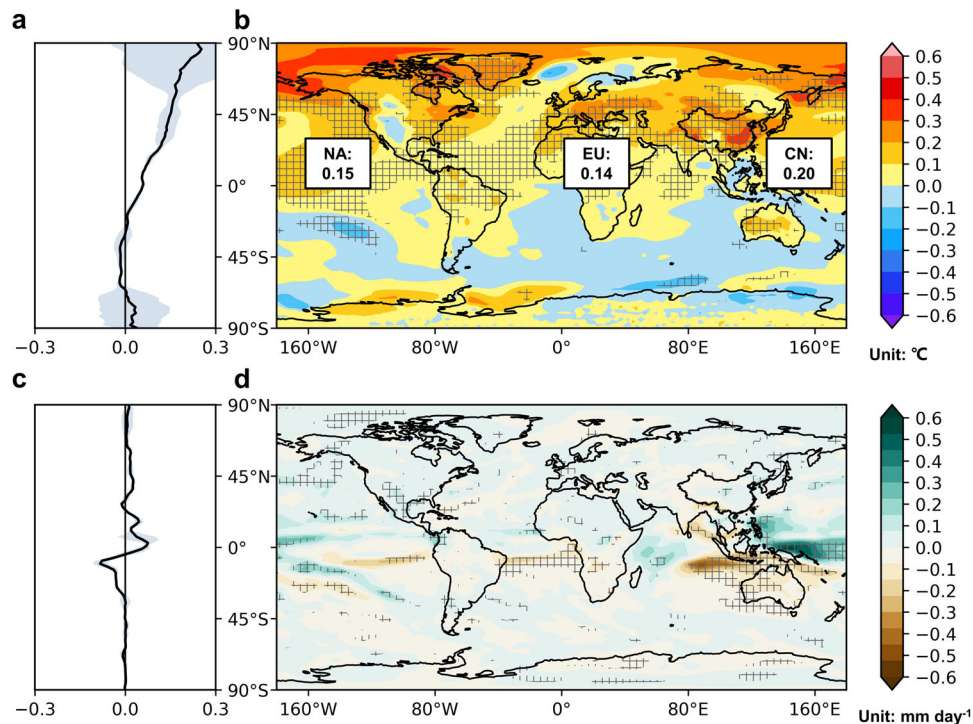 a
b
90°N
45°N
0°
45°S
90°S
−0.3
0.0
0.3
160°W
80°W
0°
80°E
160°E
NA:
0.15
EU:
0.14
CN:
0.20
0.6
0.5
0.4
0.3
0.2
0.1
0.0
−0.1
−0.2
−0.3
−0.4
−0.5
−0.6
Unit: ℃
c
d
90°N
45°N
0°
45°S
90°S
−0.3
0.0
0.3
160°W
80°W
0°
80°E
160°E
0.6
0.5
0.4
0.3
0.2
0.1
0.0
−0.1
−0.2
−0.3
−0.4
−0.5
−0.6
Unit: mm day⁻¹